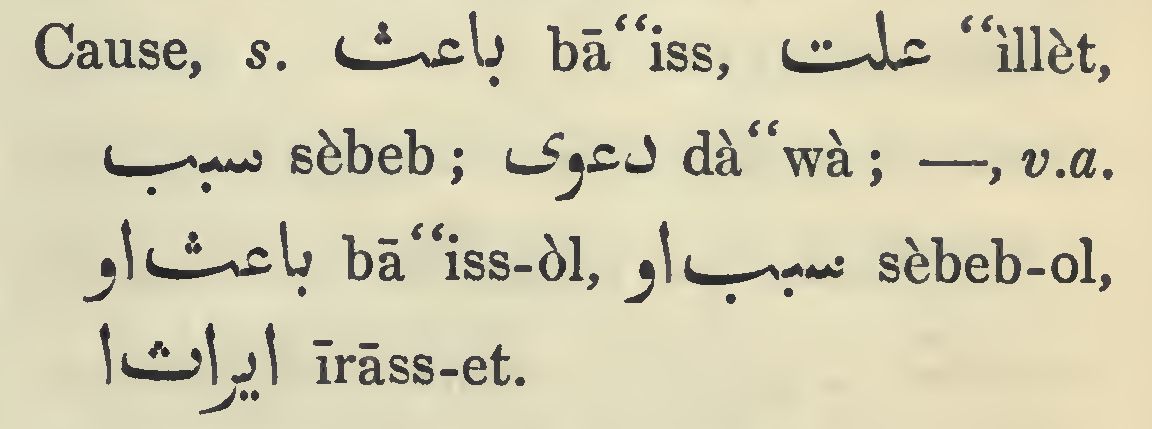 Cause, s. باعث bā“iss, علت “ìllèt,
سبب sèbeb; دعوى dà“wà; —, v.a.
باعث او bā“iss-òl, سبب او sèbeb-ol,
ايراث ا īrāss-et.